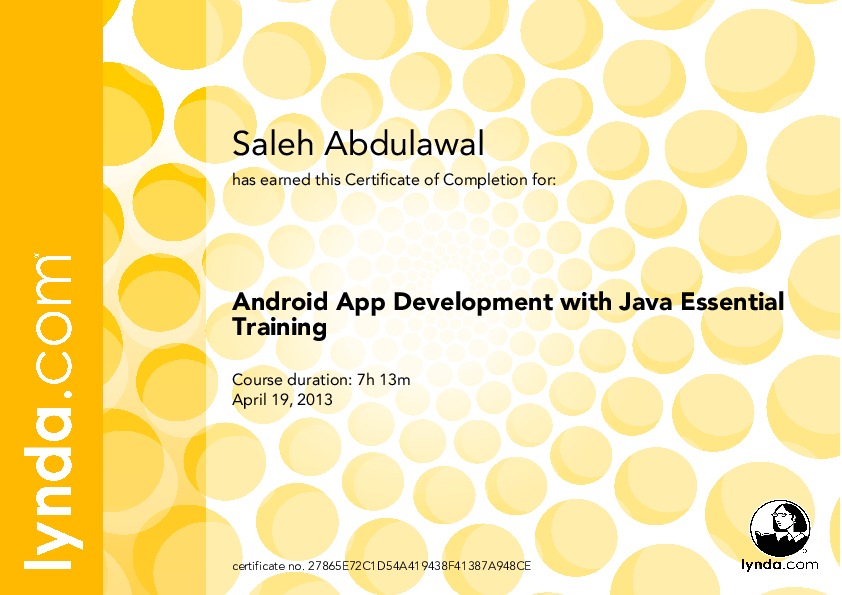 Saleh Abdulawal
has earned this Certificate of Completion for:
Android App Development with Java Essential
Training
Course duration: 7h 13m
April 19, 2013
certificate no. 27865E72C1D54A419438F41387A948CE
lynda.com
lynda.com